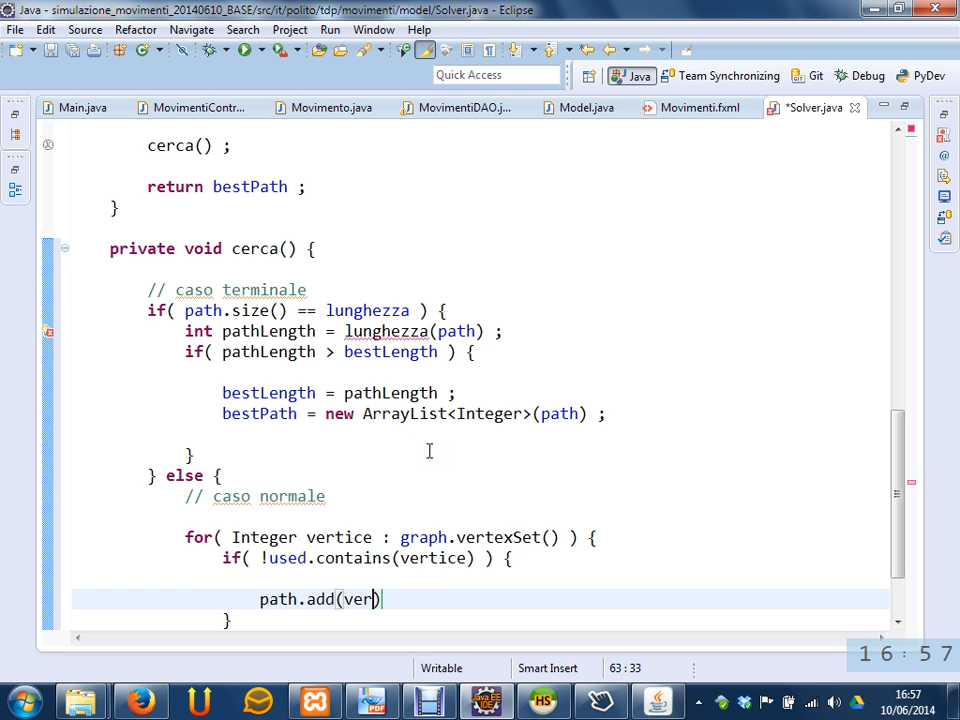 Java - simulazione_movimenti_20140610_BASE/src/it/polito/tdp/movimenti/model/Solver.java - Eclipse
File Edit Source Refactor Navigate Search Project Run Window Help
Quick Access
Java Team Synchronizing Git Debug PyDev
Main.java MovimentiContr... Movimento.java MovimentiDAO.j... Model.java Movimenti.fxml *Solver.java
cerca() ;
return bestPath ;
}
private void cerca() {
// caso terminale
if( path.size() == lunghezza ) {
int pathLength = lunghezza(path) ;
if( pathLength > bestLength ) {
bestLength = pathLength ;
bestPath = new ArrayList<Integer>(path) ;
}
} else {
// caso normale
for( Integer vertice : graph.vertexSet() ) {
if( !used.contains(vertice) ) {
path.add(ver)
}
16:57
Writable Smart Insert 63 : 33
16:57
10/06/2014